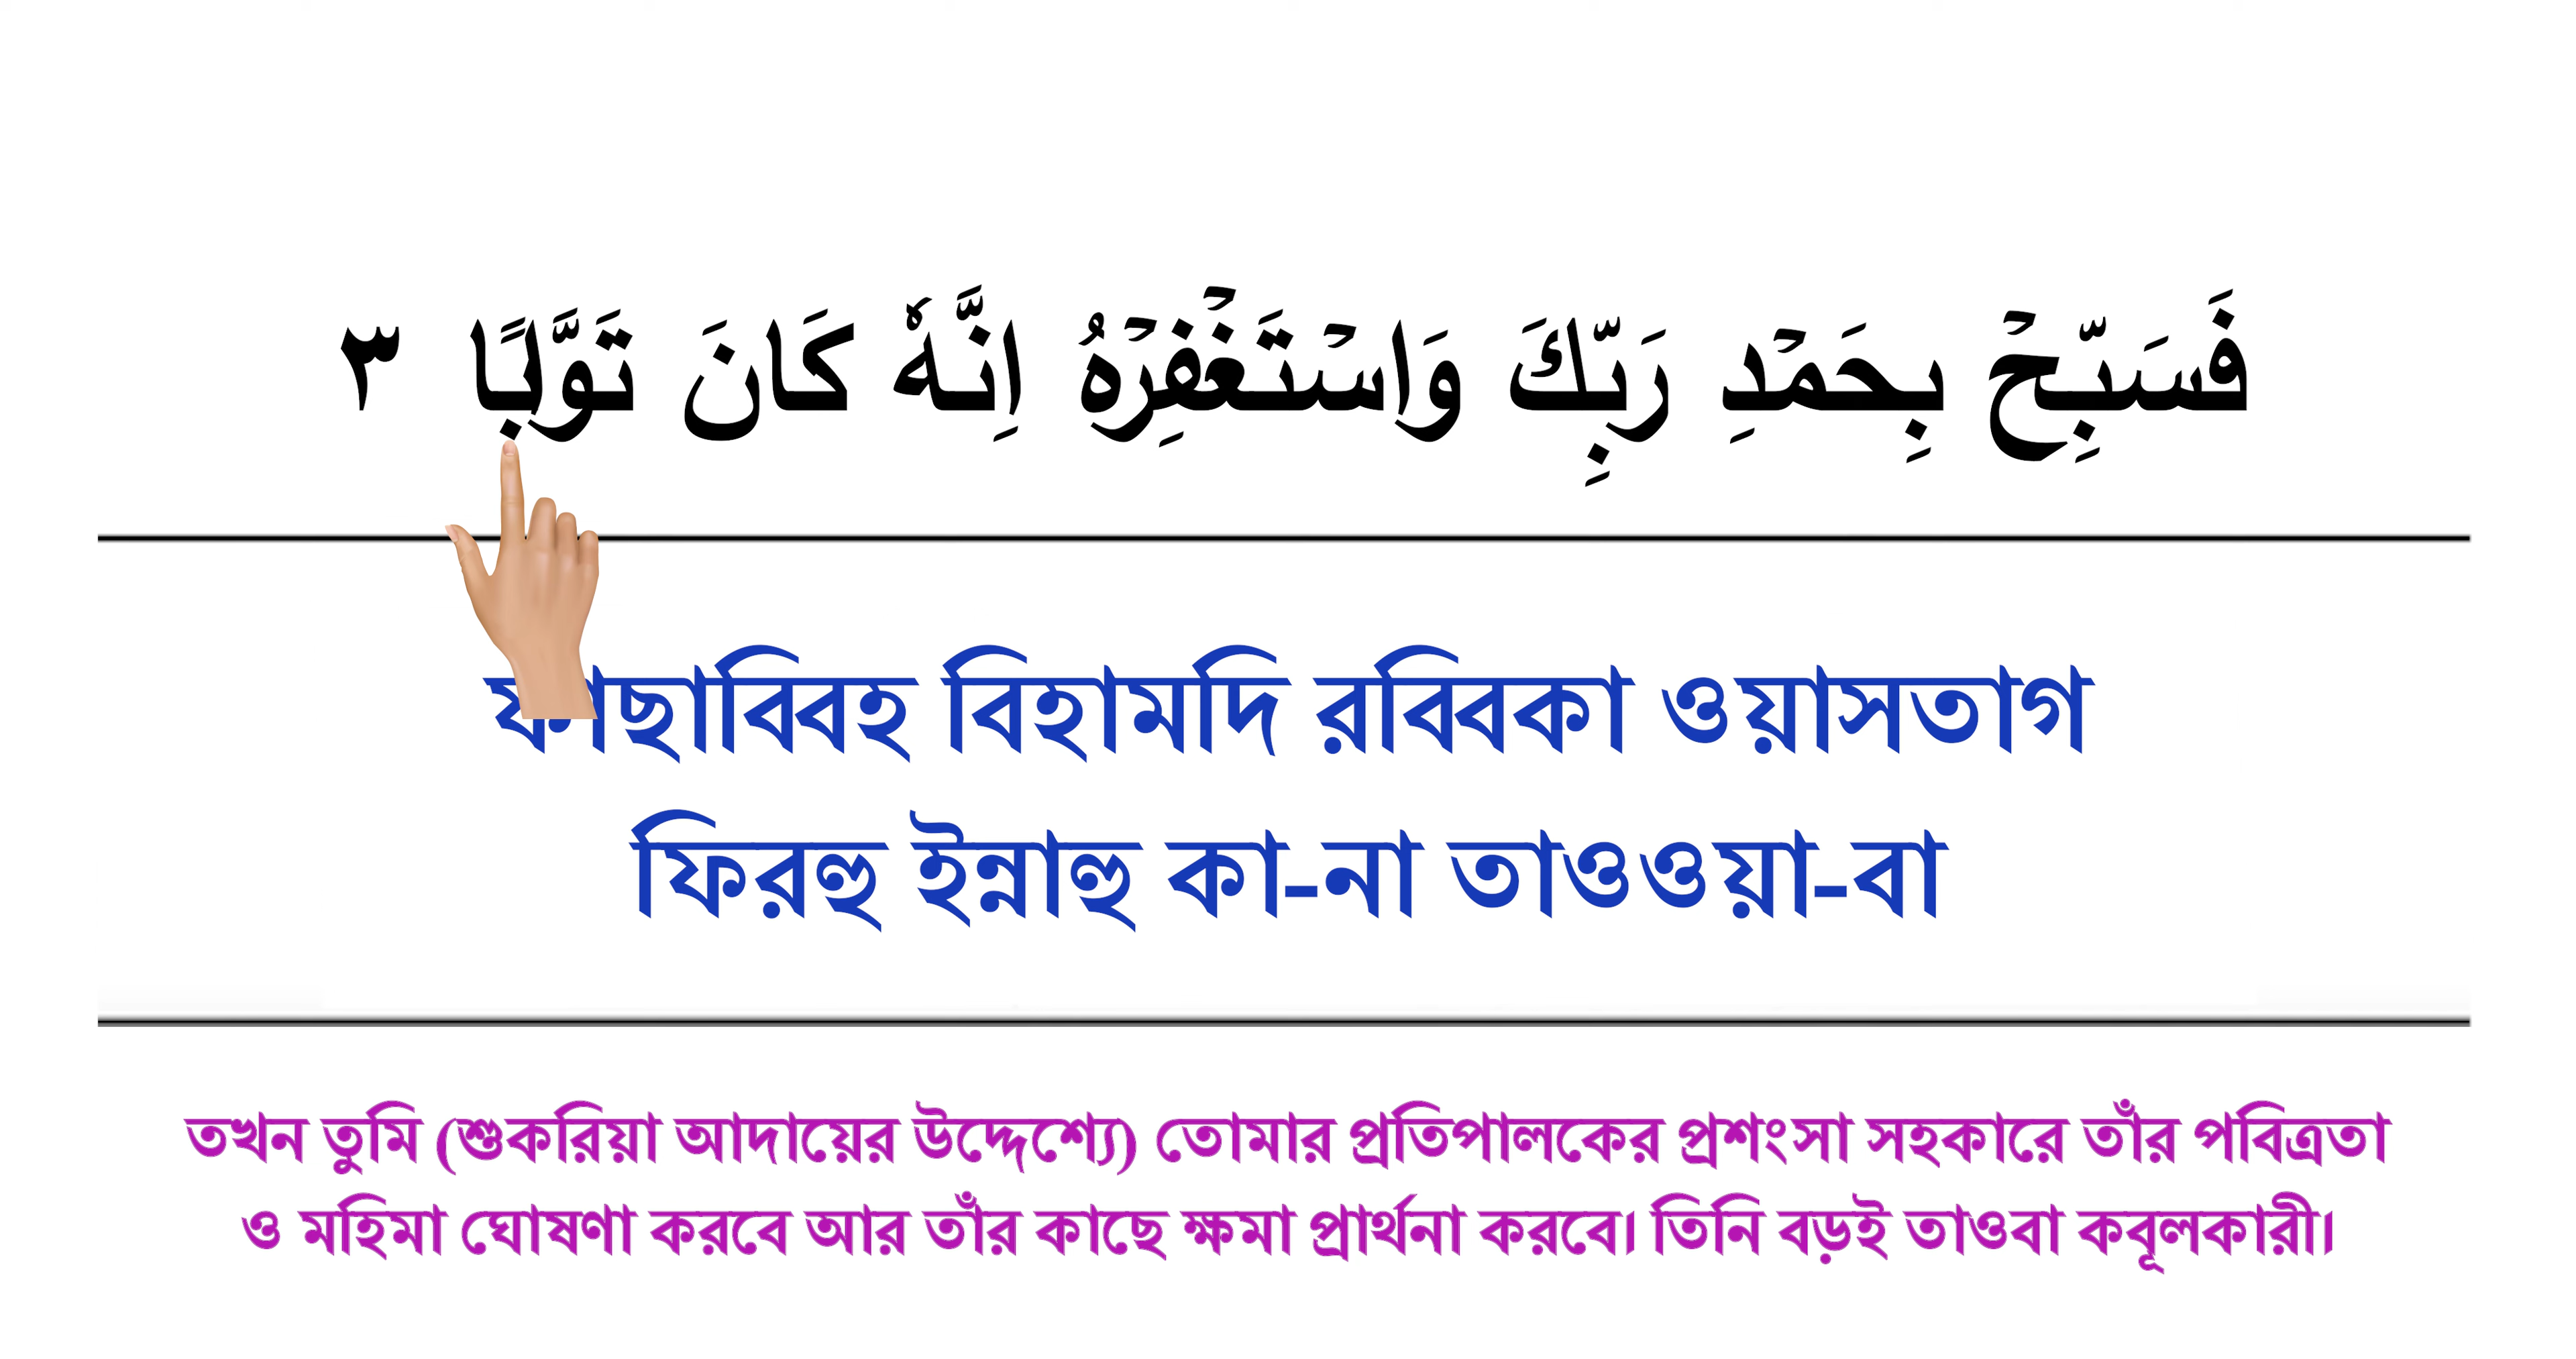 فَسَبِّحۡ بِحَمۡدِ رَبِّكَ وَاسۡتَغۡفِرۡهُ اِنَّهٗ كَانَ تَوَّابًا ٣
ফাছাব্বিহ বিহামদি রব্বিকা ওয়াসতাগ
ফিরহু ইন্নাহু কা-না তাওওয়া-বা
তখন তুমি (শুকরিয়া আদায়ের উদ্দেশ্যে) তোমার প্রতিপালকের প্রশংসা সহকারে তাঁর পবিত্রতা
ও মহিমা ঘোষণা করবে আর তাঁর কাছে ক্ষমা প্রার্থনা করবে। তিনি বড়ই তাওবা কবূলকারী।